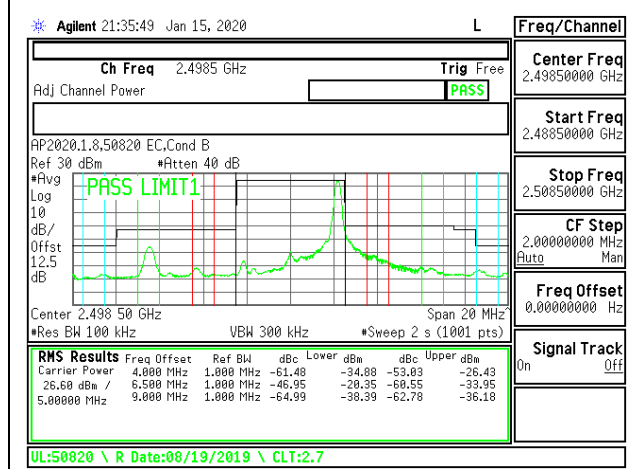 Agilent 21:35:49 Jan 15, 2020 L
Ch Freq 2.4985 GHz Trig Free
Adj Channel Power PASS
AP2020.1.8,50820 EC,Cond B
Ref 30 dBm #Atten 40 dB
#Avg
Log
10
dB/
Offst
12.5
dB
PASS LIMIT1
Center 2.498 50 GHz Span 20 MHz^
#Res BW 100 kHz VBW 300 kHz #Sweep 2 s (1001 pts)
RMS Results Freq Offset Ref BW dBc Lower dBm dBc Upper dBm
Carrier Power 4.000 MHz 1.000 MHz -61.48 -34.88 -53.03 -26.43
26.60 dBm / 6.500 MHz 1.000 MHz -46.95 -20.35 -60.55 -33.95
5.00000 MHz 9.000 MHz 1.000 MHz -64.99 -38.39 -62.78 -36.18
UL:50820 \ R Date:08/19/2019 \ CLT:2.7
Freq/Channel
Center Freq
2.49850000 GHz
Start Freq
2.48850000 GHz
Stop Freq
2.50850000 GHz
CF Step
2.00000000 MHz
Auto Man
Freq Offset
0.00000000 Hz
Signal Track
On Off